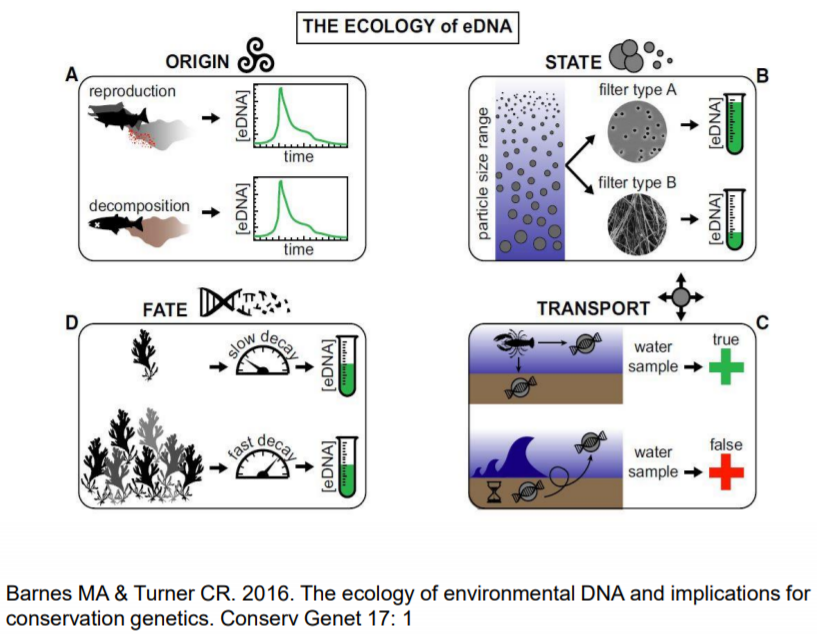 THE ECOLOGY of eDNA
A
ORIGIN
reproduction
[eDNA]
time
decomposition
[eDNA]
time
STATE
B
particle size range
filter type A
[eDNA]
filter type B
[eDNA]
D
FATE
slow decay
[eDNA]
fast decay
[eDNA]
TRANSPORT
C
water
sample
true
water
sample
false
Barnes MA & Turner CR. 2016. The ecology of environmental DNA and implications for
conservation genetics. Conserv Genet 17: 1